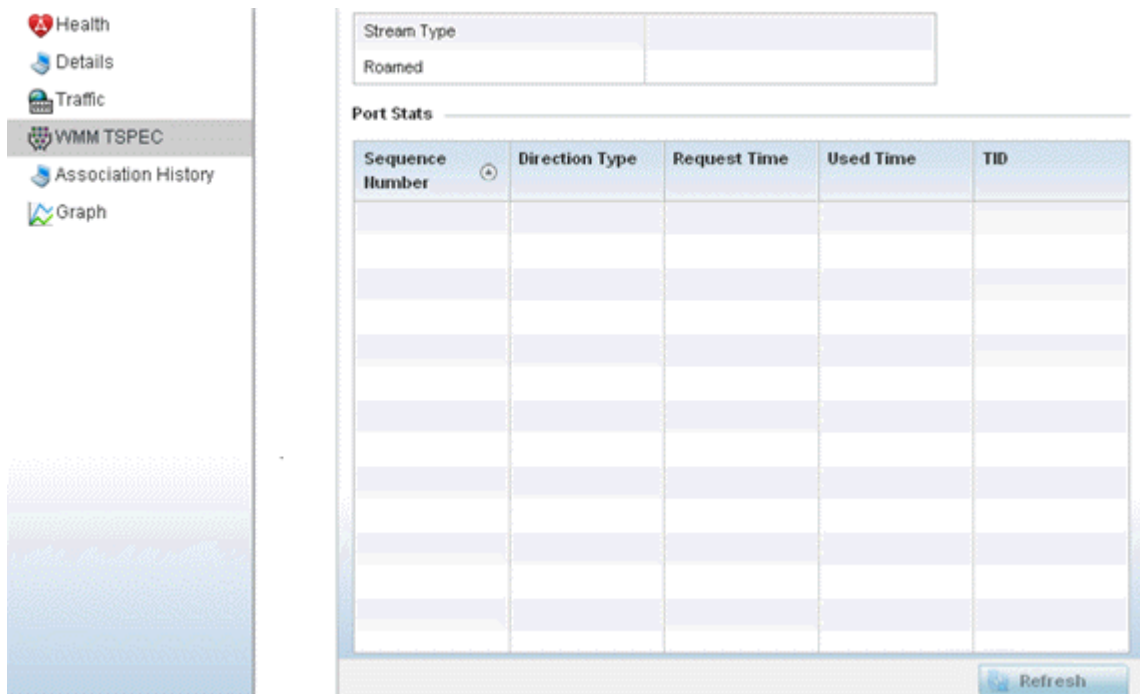 Health
Details
Traffic
WMM TSPEC
Association History
Graph
Stream Type
Roamed
Port Stats
Sequence Number
Direction Type
Request Time
Used Time
TID
Refresh